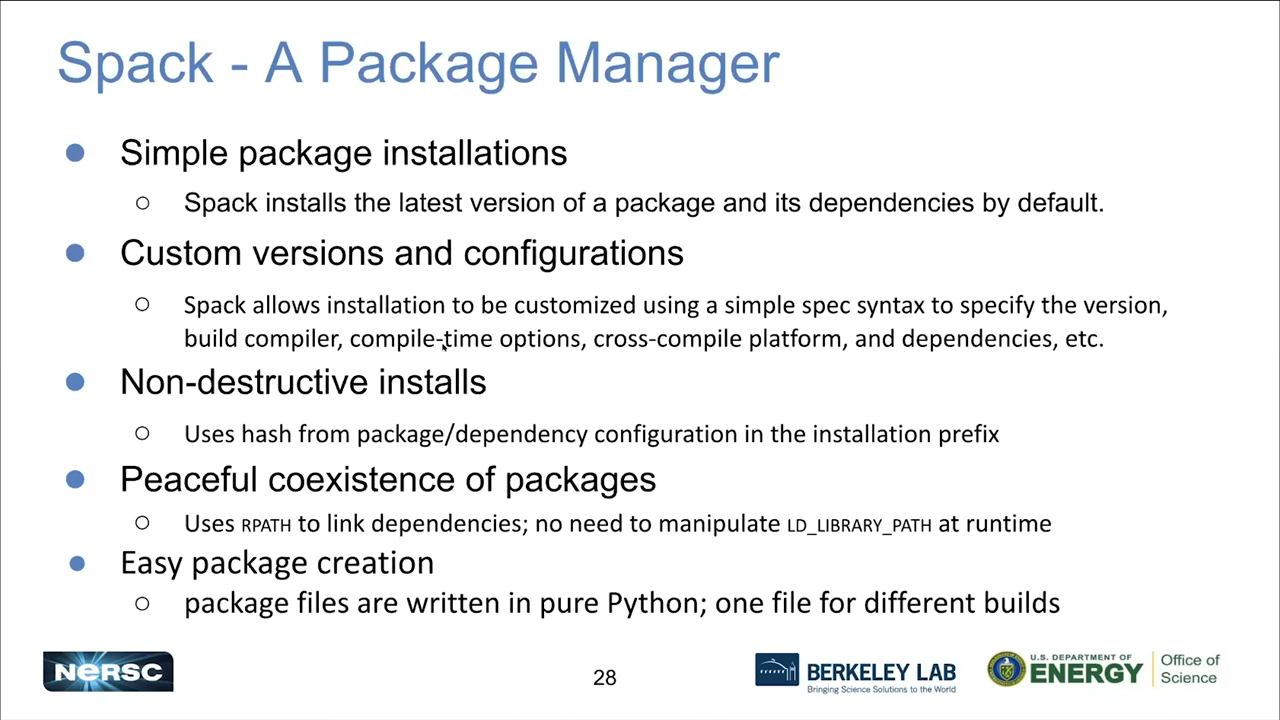 Spack - A Package Manager
● Simple package installations
○ Spack installs the latest version of a package and its dependencies by default.
● Custom versions and configurations
○ Spack allows installation to be customized using a simple spec syntax to specify the version,
build compiler, compile-time options, cross-compile platform, and dependencies, etc.
● Non-destructive installs
○ Uses hash from package/dependency configuration in the installation prefix
● Peaceful coexistence of packages
○ Uses RPATH to link dependencies; no need to manipulate LD_LIBRARY_PATH at runtime
● Easy package creation
○ package files are written in pure Python; one file for different builds
NERSC
28
BERKELEY LAB
Bringing Science Solutions to the World
U.S. DEPARTMENT OF
ENERGY
Office of
Science